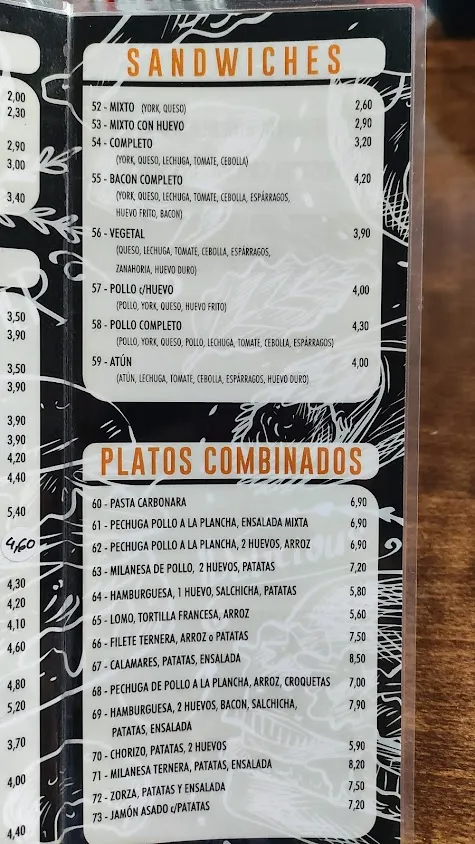 2,00
2,30
2,90
3,00
3,40
3,50
3,90
3,50
3,90
3,90
3,90
4,20
4,40
5,40
4,60
4,30
4,20
4,10
4,60
4,80
5,20
3,70
4,00
4,40
SANDWICHES
52 - MIXTO (YORK, QUESO) 2,60
53 - MIXTO CON HUEVO 2,90
54 - COMPLETO 3,20
(YORK, QUESO, LECHUGA, TOMATE, CEBOLLA)
55 - BACON COMPLETO 4,20
(YORK, QUESO, LECHUGA, TOMATE, CEBOLLA, ESPÁRRAGOS,
HUEVO FRITO, BACON)
56 - VEGETAL 3,90
(QUESO, LECHUGA, TOMATE, CEBOLLA, ESPÁRRAGOS,
ZANAHORIA, HUEVO DURO)
57 - POLLO c/HUEVO 4,00
(POLLO, YORK, QUESO, HUEVO FRITO)
58 - POLLO COMPLETO 4,30
(POLLO, YORK, QUESO, POLLO, LECHUGA, TOMATE, CEBOLLA, ESPÁRRAGOS)
59 - ATÚN 4,00
(ATÚN, LECHUGA, TOMATE, CEBOLLA, ESPÁRRAGOS, HUEVO DURO)
PLATOS COMBINADOS
60 - PASTA CARBONARA 6,90
61 - PECHUGA POLLO A LA PLANCHA, ENSALADA MIXTA 6,90
62 - PECHUGA POLLO A LA PLANCHA, 2 HUEVOS, ARROZ 6,90
63 - MILANESA DE POLLO, 2 HUEVOS, PATATAS 7,20
64 - HAMBURGUESA, 1 HUEVO, SALCHICHA, PATATAS 5,80
65 - LOMO, TORTILLA FRANCESA, ARROZ 5,60
66 - FILETE TERNERA, ARROZ o PATATAS 7,50
67 - CALAMARES, PATATAS, ENSALADA 8,50
68 - PECHUGA DE POLLO A LA PLANCHA, ARROZ, CROQUETAS 7,00
69 - HAMBURGUESA, 2 HUEVOS, BACON, SALCHICHA, 7,90
PATATAS, ENSALADA
70 - CHORIZO, PATATAS, 2 HUEVOS 5,90
71 - MILANESA TERNERA, PATATAS, ENSALADA 8,20
72 - ZORZA, PATATAS Y ENSALADA 7,50
73 - JAMÓN ASADO c/PATATAS 7,20